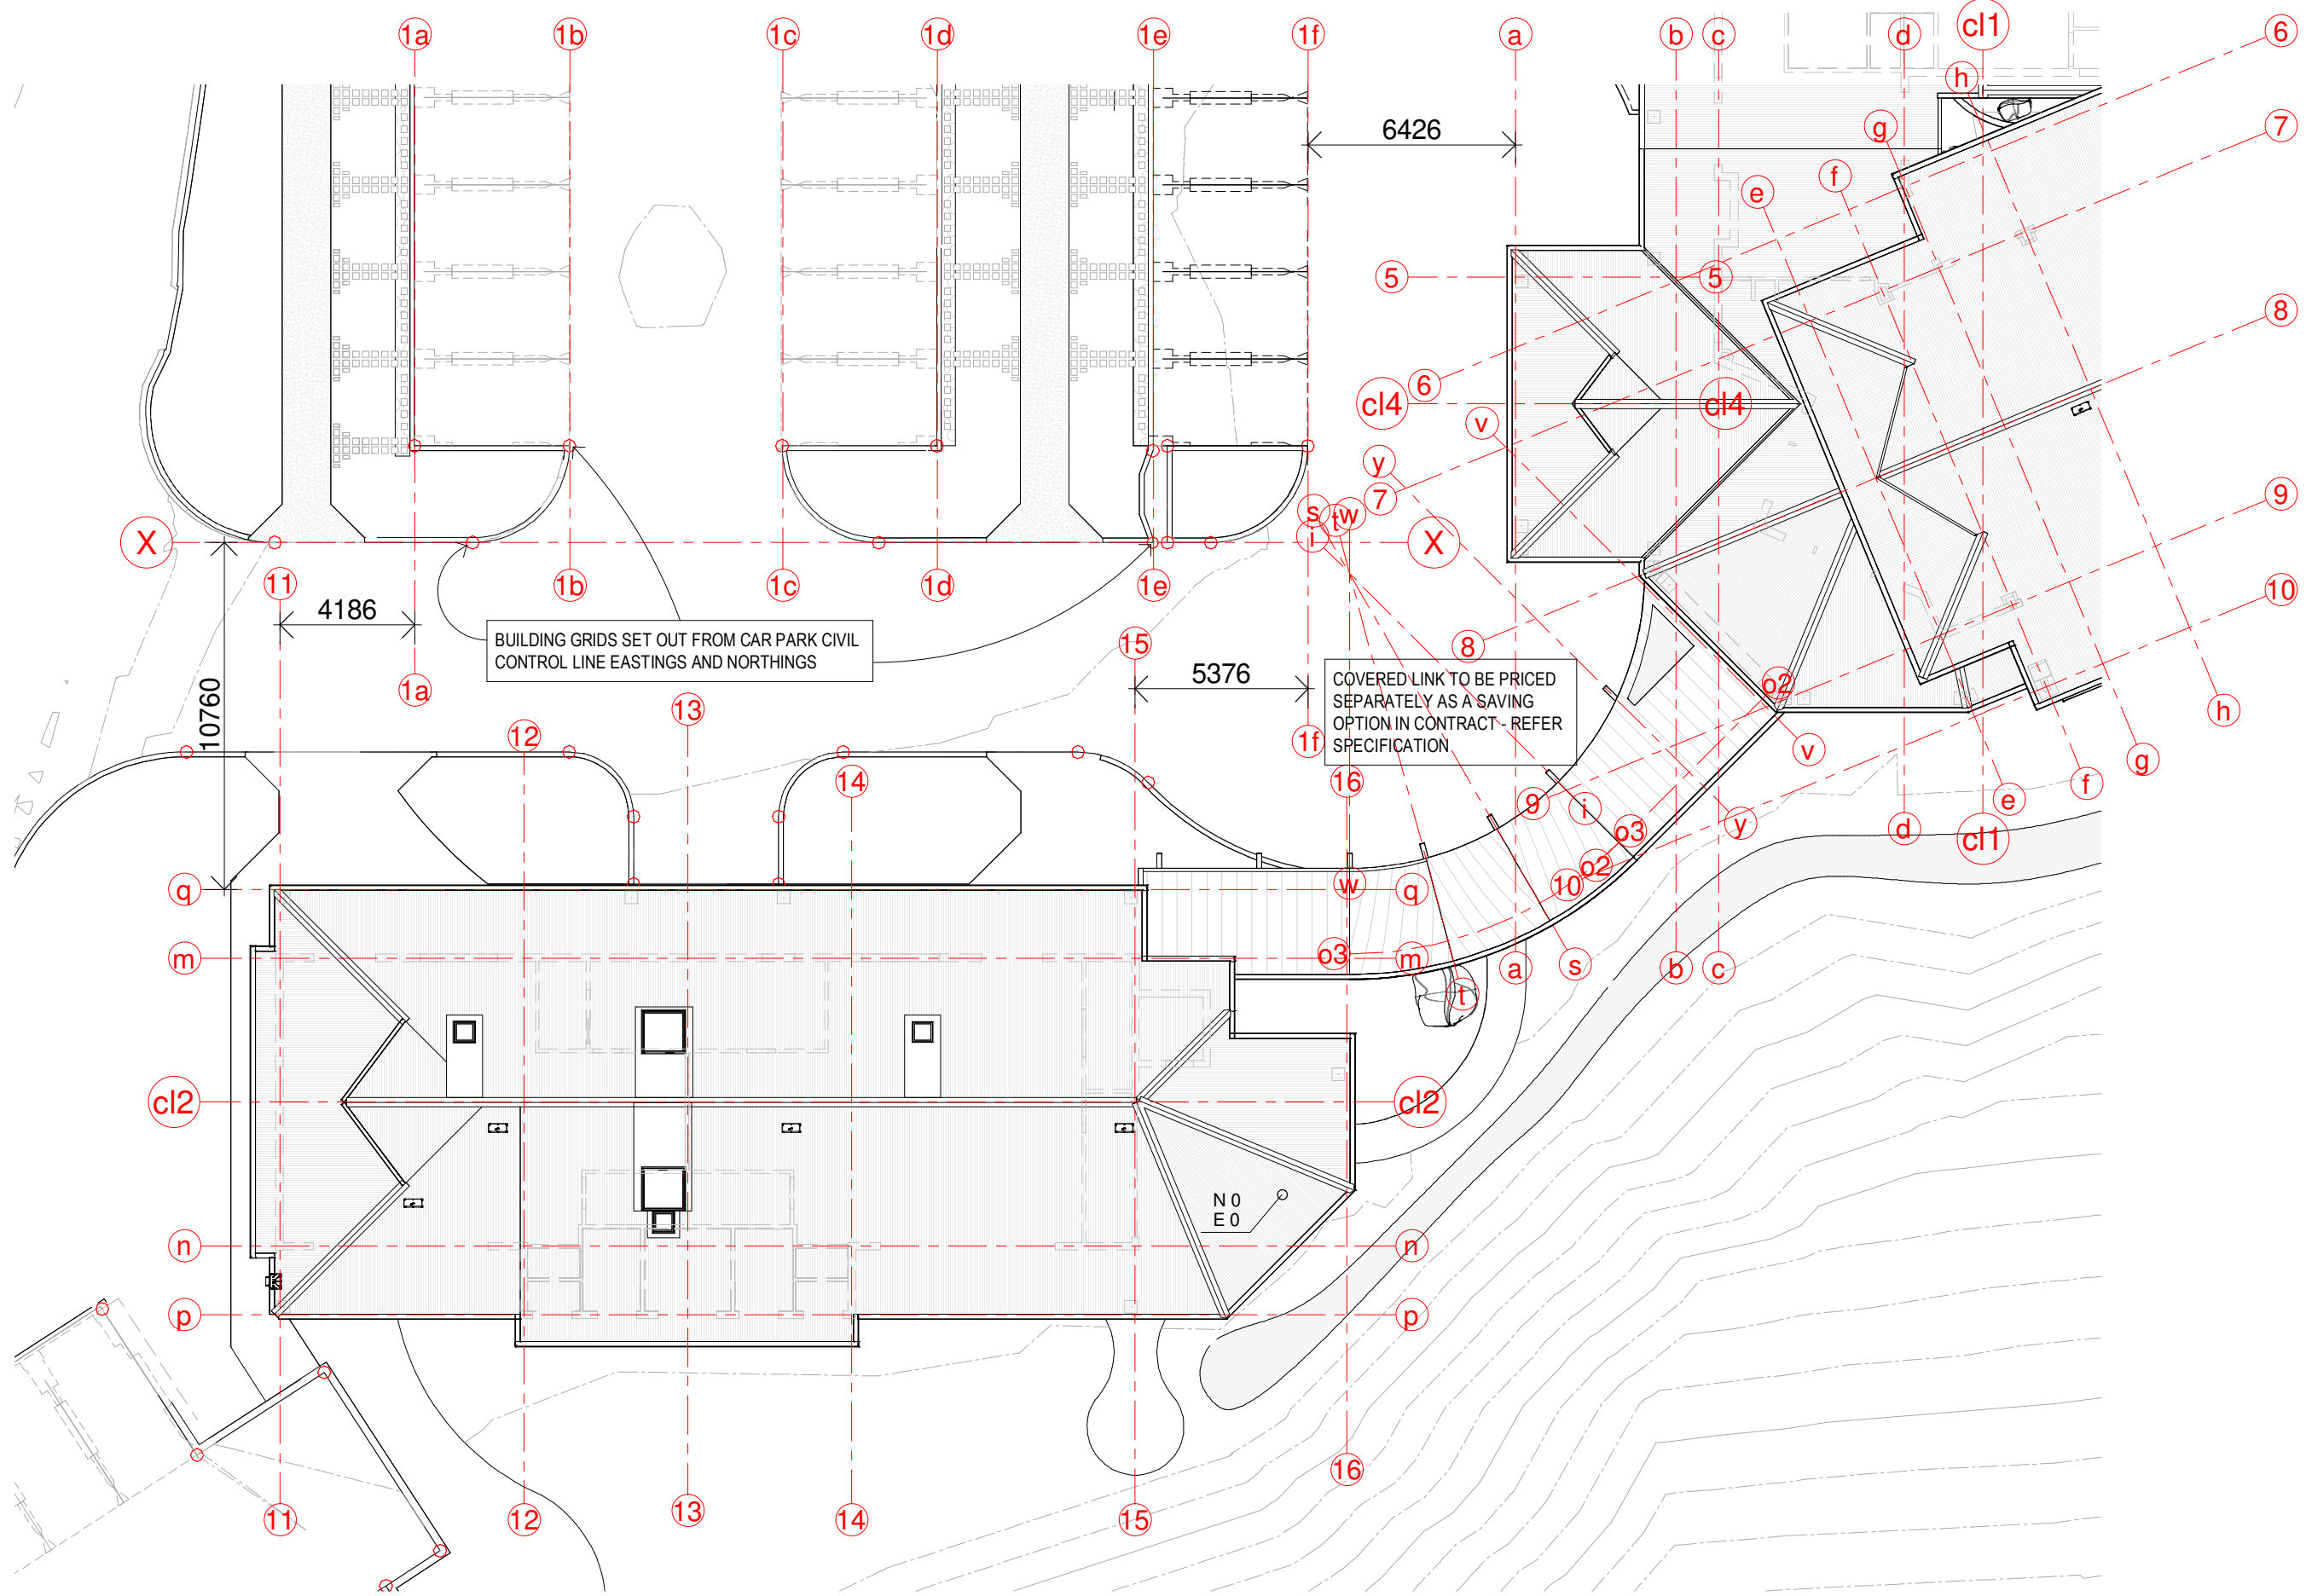 1a
1b
1c
1d
1e
1f
a
b
c
d
cl1
6
h
g
7
6426
f
e
5
5
8
6
cl4
cl4
v
y
7
9
s
t
w
i
X
X
11
1b
1c
1d
1e
10
4186
BUILDING GRIDS SET OUT FROM CAR PARK CIVIL
CONTROL LINE EASTINGS AND NORTHINGS
15
8
5376
COVERED LINK TO BE PRICED
SEPARATELY AS A SAVING
OPTION IN CONTRACT - REFER
SPECIFICATION
o2
1a
10760
13
h
12
1f
v
g
14
16
f
9
i
e
o3
y
d
cl1
o2
q
w
q
10
m
o3
m
a
s
b
c
t
cl2
cl2
N 0
E 0
n
n
p
p
16
11
12
13
14
15